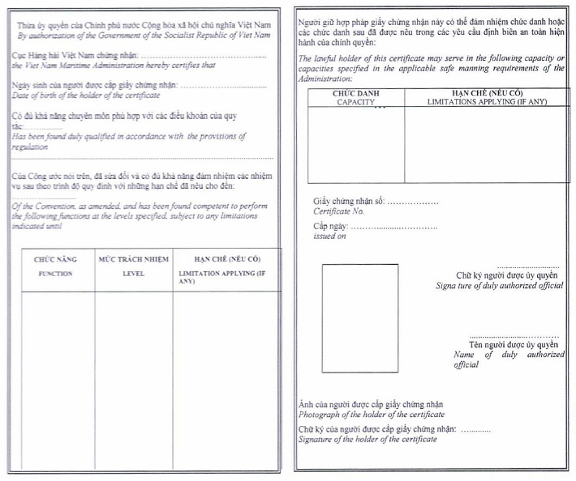 Thừa ủy quyền của Chính phủ nước Cộng hòa xã hội chủ nghĩa Việt Nam
By authorization of the Government of the Socialist Republic of Viet Nam
Cục Hàng hải Việt Nam chứng nhận: ..............................
the Viet Nam Maritime Administration hereby certifies that
Ngày sinh của người được cấp giấy chứng nhận: ..............................
Date of birth of the holder of the certificate
Có đủ khả năng chuyên môn phù hợp với các điều khoản của quy
tắc:....................
Has been found duly qualified in accordance with the provisions of
regulation
..............................................................................
Của Công ước nói trên, đã sửa đổi và có đủ khả năng đảm nhiệm các nhiệm
vụ sau theo trình độ quy định với những hạn chế đã nêu cho đến:
....................
Of the Convention, as amended, and has been found competent to perform
the following functions at the levels specified, subject to any limitations
indicated until
CHỨC NĂNG MỨC TRÁCH NHIỆM HẠN CHẾ (NẾU CÓ)
FUNCTION LEVEL LIMITATION APPLYING (IF
ANY)
Người giữ hợp pháp giấy chứng nhận này có thể đảm nhiệm chức danh hoặc
các chức danh sau đã được nêu trong các yêu cầu định biên an toàn hiện
hành của chính quyền:
The lawful holder of this certificate may serve in the following capacity or
capacities specified in the applicable safe manning requirements of the
Administration:
CHỨC DANH HẠN CHẾ (NẾU CÓ)
CAPACITY LIMITATIONS APPLYING (IF ANY)
Giấy chứng nhận số: ..................
Certificate No.
Cấp ngày: ..............................
issued on
..............................
Chữ ký người được ủy quyền
Signa ture of duly authorized official
..............................
Tên người được ủy quyền
Name of duly authorized
official
Ảnh của người được cấp giấy chứng nhận
Photograph of the holder of the certificate
Chữ ký của người được cấp giấy chứng nhận: ............
Signature of the holder of the certificate